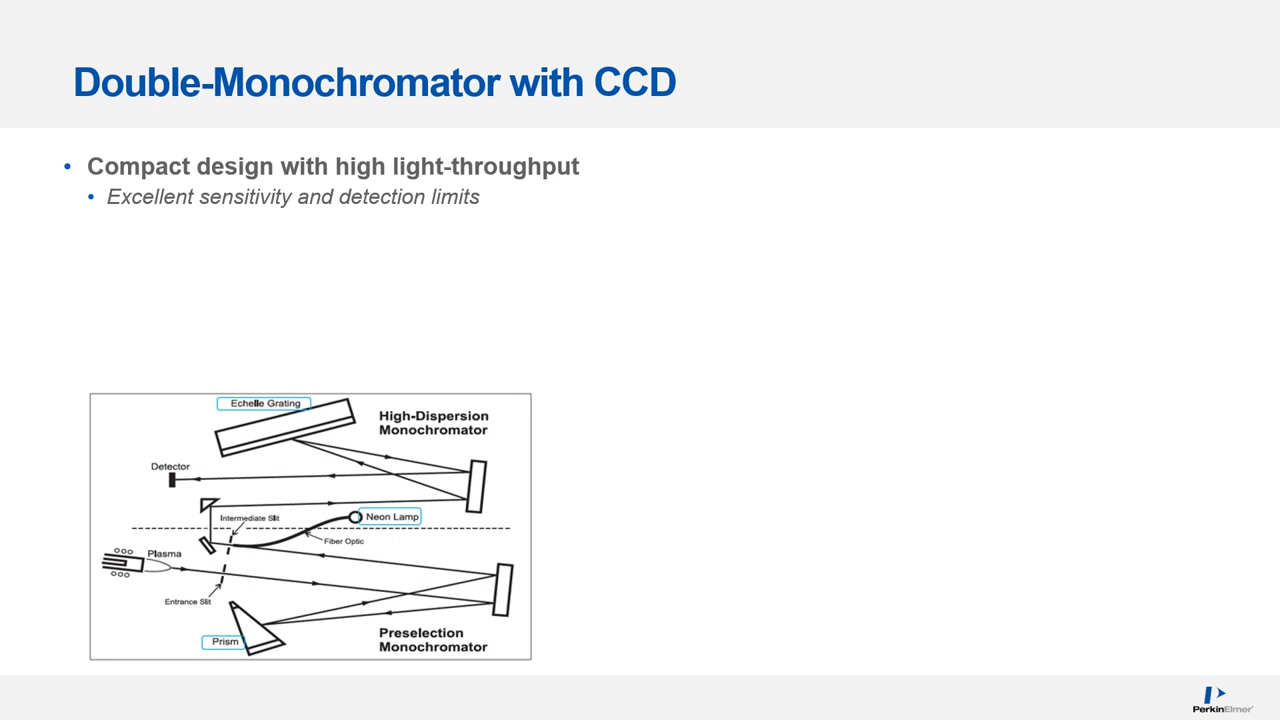 Double-Monochromator with CCD
• Compact design with high light-throughput
• Excellent sensitivity and detection limits
Echelle Grating
High-Dispersion
Monochromator
Detector
Intermediate Slit
Neon Lamp
Fiber Optic
Plasma
Entrance Slit
Prism
Preselection
Monochromator
PerkinElmer